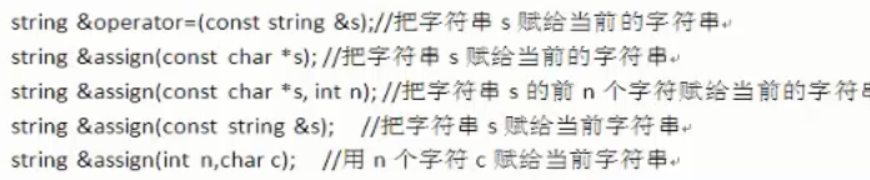 string &operator=(const string &s);//把字符串 s 赋给当前的字符串
string &assign(const char *s); //把字符串 s 赋给当前的字符串
string &assign(const char *s, int n); //把字符串 s 的前 n 个字符赋给当前的字符
string &assign(const string &s); //把字符串 s 赋给当前字符串
string &assign(int n,char c); //用 n 个字符 c 赋给当前字符串